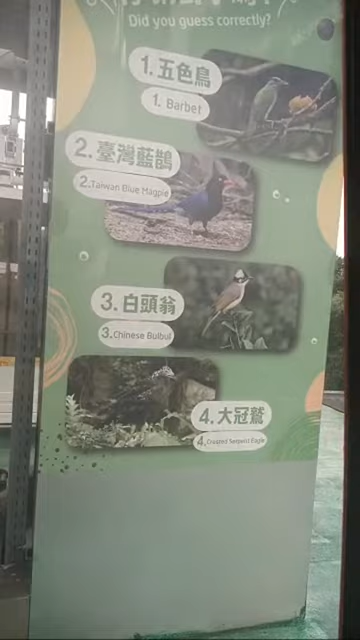 Did you guess correctly?
1. 五色鳥
1. Barbet
2. 臺灣藍鵲
2. Taiwan Blue Magpie
3. 白頭翁
3. Chinese Bulbul
4. 大冠鷲
4. Crested Serpent Eagle